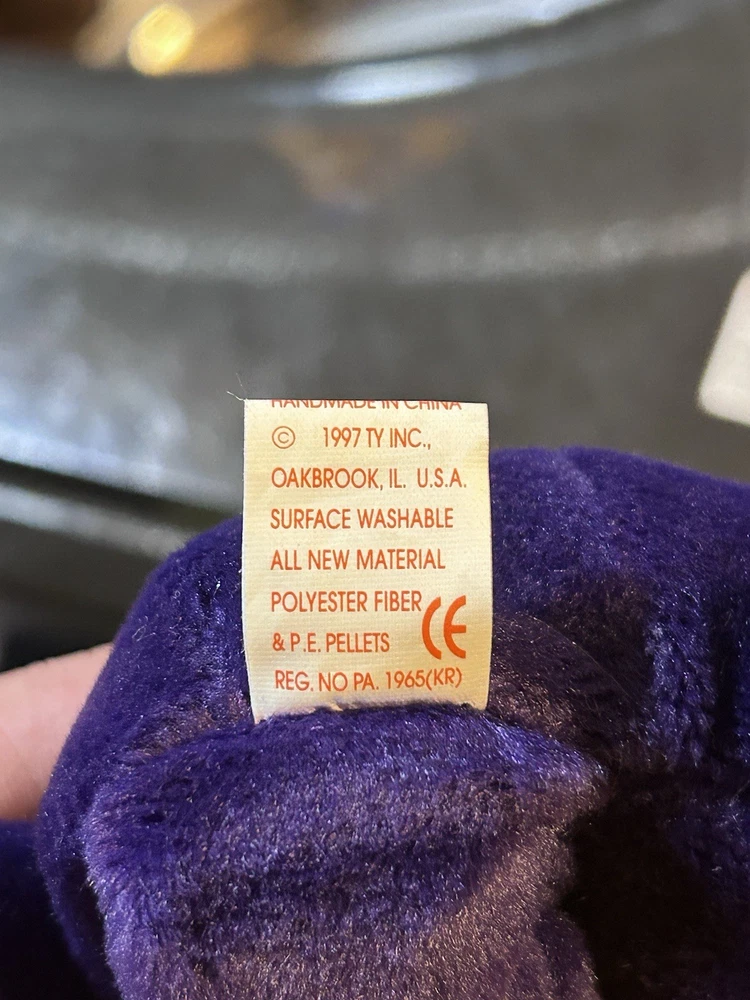 HANDMADE IN CHINA
© 1997 TY INC.,
OAKBROOK, IL. U.S.A.
SURFACE WASHABLE
ALL NEW MATERIAL
POLYESTER FIBER
& P.E. PELLETS CE
REG. NO PA. 1965(KR)